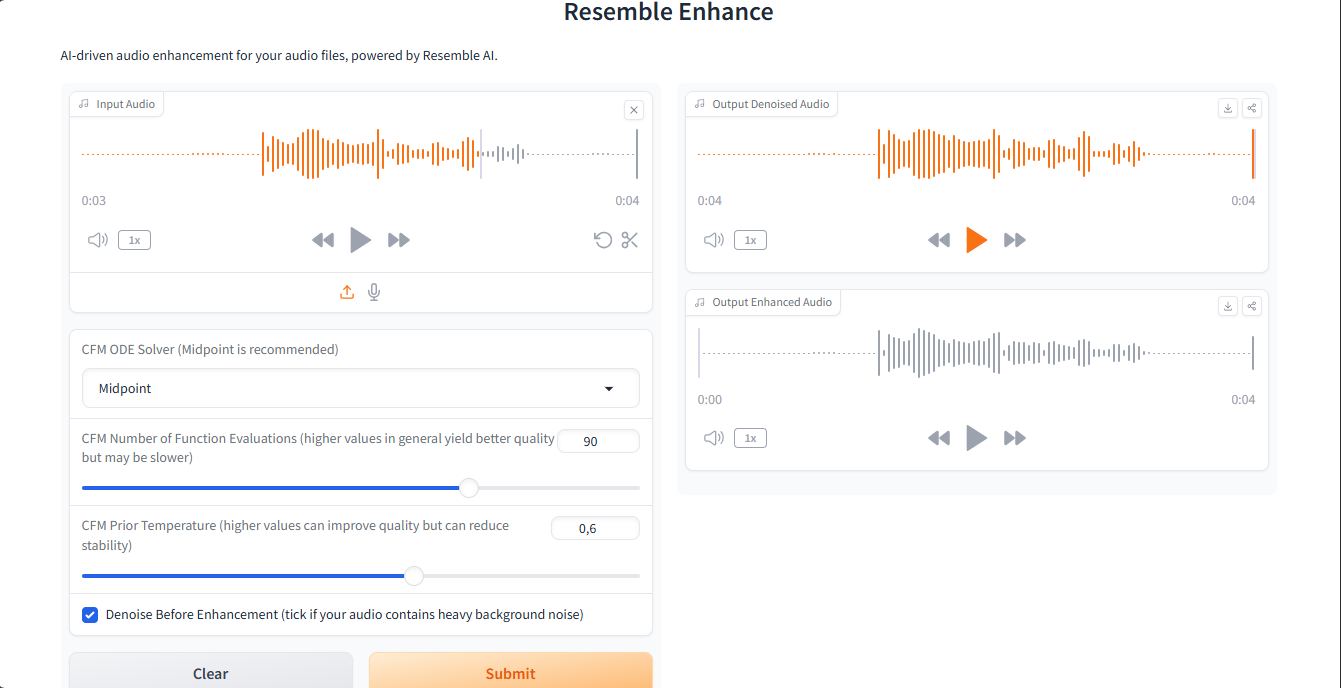 Resemble Enhance
AI-driven audio enhancement for your audio files, powered by Resemble AI.
Input Audio
0:03
0:04
1x
CFM ODE Solver (Midpoint is recommended)
Midpoint
CFM Number of Function Evaluations (higher values in general yield better quality
but may be slower)
90
CFM Prior Temperature (higher values can improve quality but can reduce
stability)
0,6
Denoise Before Enhancement (tick if your audio contains heavy background noise)
Clear
Submit
Output Denoised Audio
0:04
0:04
1x
Output Enhanced Audio
0:00
0:04
1x